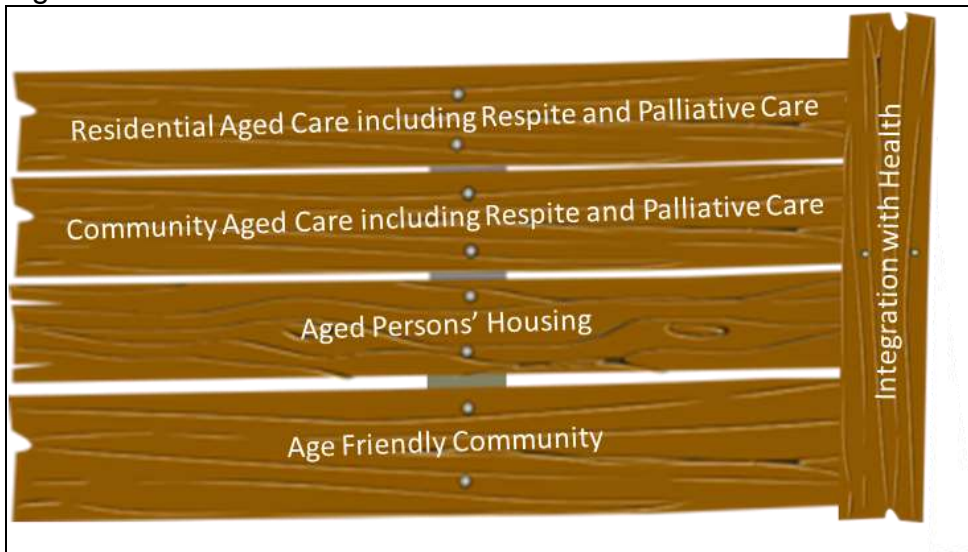 Residential Aged Care including Respite and Palliative Care
Community Aged Care including Respite and Palliative Care
Aged Persons' Housing
Age Friendly Community
Integration with Health